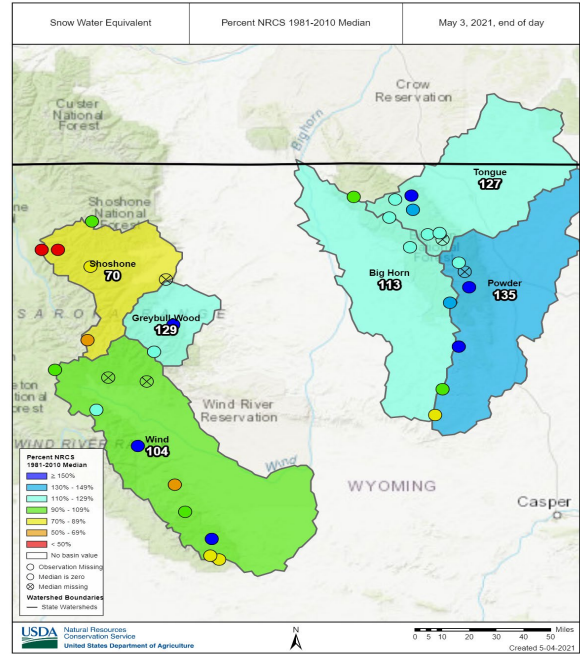 Snow Water Equivalent
Percent NRCS 1981-2010 Median
May 3, 2021, end of day
Crow
Reservation
Custer
National
Forest
Bighorn
Tongue
127
Shoshone
National
Forest
Shoshone
70
Big Horn
113
Powder
135
Greybull Wood
129
Wind River
Reservation
WIND RIVER
Wind
104
Wind
WYOMING
Casper
Percent NRCS
1981-2010 Median
≥ 150%
130% - 149%
110% - 129%
90% - 109%
70% - 89%
50% - 69%
< 50%
No basin value
Observation Missing
Median is zero
Median missing
Watershed Boundaries
State Watersheds
USDA
Natural Resources
Conservation Service
United States Department of Agriculture
N
Miles
0 5 10 20 30 40 50
Created 5-04-2021